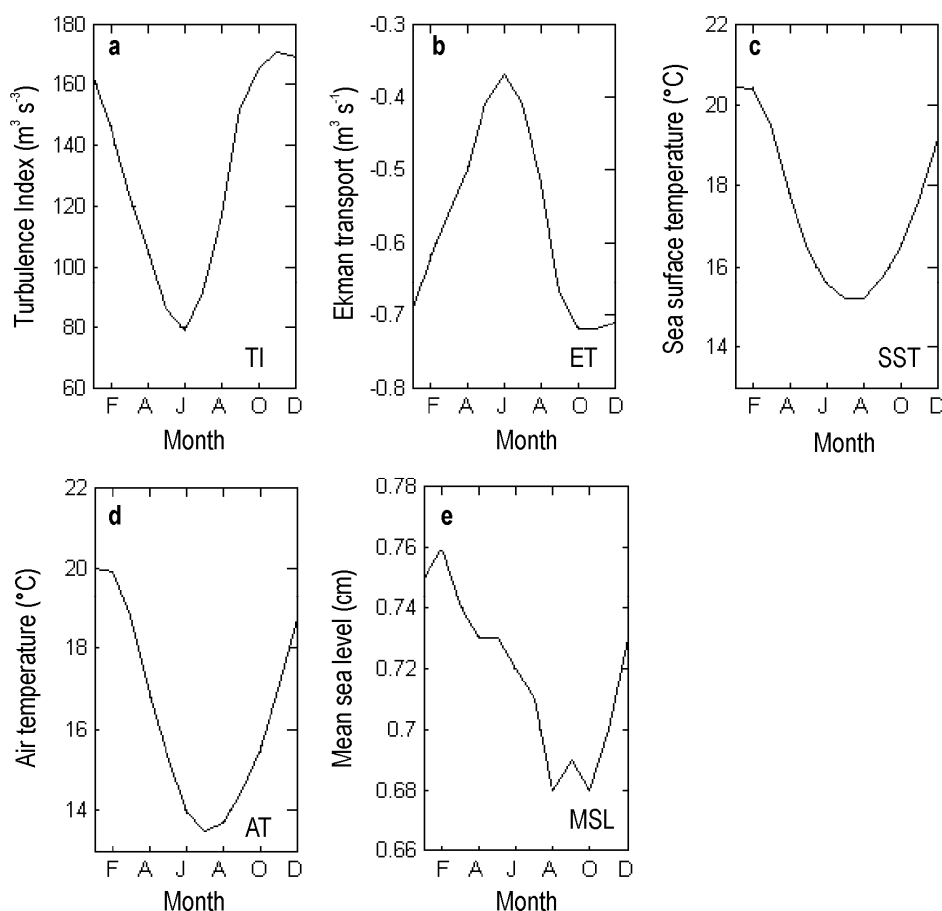 a
Turbulence Index (m³ s⁻³)
180
160
140
120
100
80
60
TI
F A J A O D
Month
b
Ekman transport (m³ s⁻¹)
-0.3
-0.4
-0.5
-0.6
-0.7
-0.8
ET
F A J A O D
Month
c
Sea surface temperature (°C)
22
20
18
16
14
SST
F A J A O D
Month
d
Air temperature (°C)
22
20
18
16
14
AT
F A J A O D
Month
e
Mean sea level (cm)
0.78
0.76
0.74
0.72
0.7
0.68
0.66
MSL
F A J A O D
Month